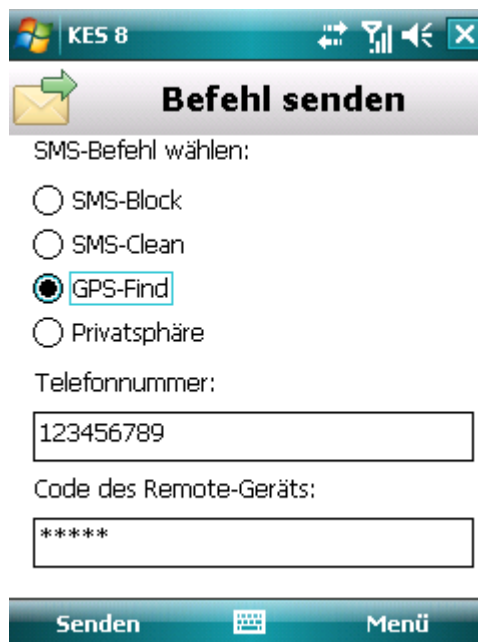 KES 8
Befehl senden
SMS-Befehl wählen:
SMS-Block
SMS-Clean
GPS-Find
Privatsphäre
Telefonnummer:
123456789
Code des Remote-Geräts:
*****
Senden
Menü